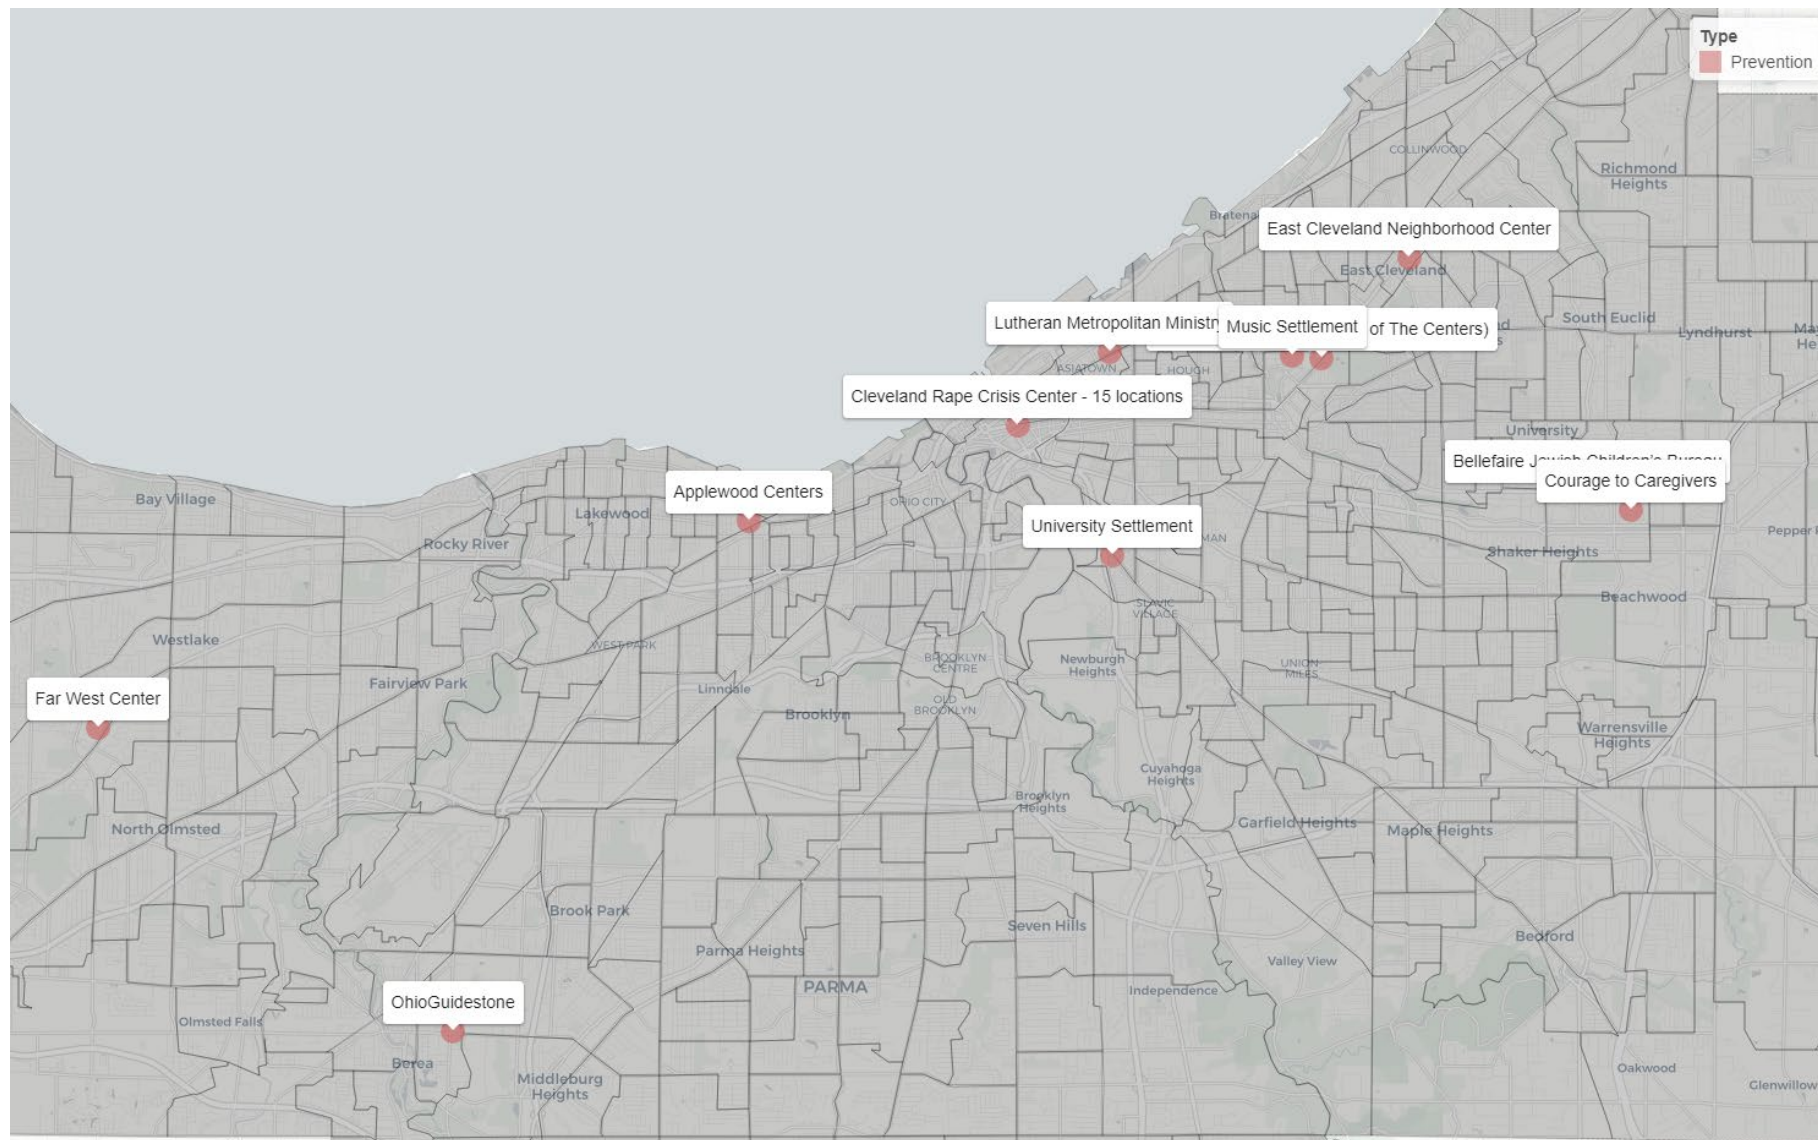 Type
Prevention
COLLINWOOD
Richmond
Heights
East Cleveland Neighborhood Center
East Cleveland
Lutheran Metropolitan Ministry
Music Settlement
of The Centers)
South Euclid
Lyndhurst
ASIATOWN
HOUGH
Cleveland Rape Crisis Center - 15 locations
University
Bellefaire Jewish Children's Bureau
Courage to Caregivers
Applewood Centers
Bay Village
OHIO CITY
Lakewood
University Settlement
Rocky River
Shaker Heights
Beachwood
SLAVIC
VILLAGE
Westlake
WEST PARK
BROOKLYN
CENTRE
Newburgh
Heights
UNION-
MILES
Fairview Park
Linndale
Far West Center
OLD
BROOKLYN
Brooklyn
Warrensville
Heights
Cuyahoga
Heights
Brooklyn
Heights
North Olmsted
Garfield Heights
Maple Heights
Brook Park
Seven Hills
Bedford
Parma Heights
Valley View
PARMA
Independence
OhioGuidestone
Olmsted Falls
Berea
Middleburg
Heights
Oakwood
Glenwillow